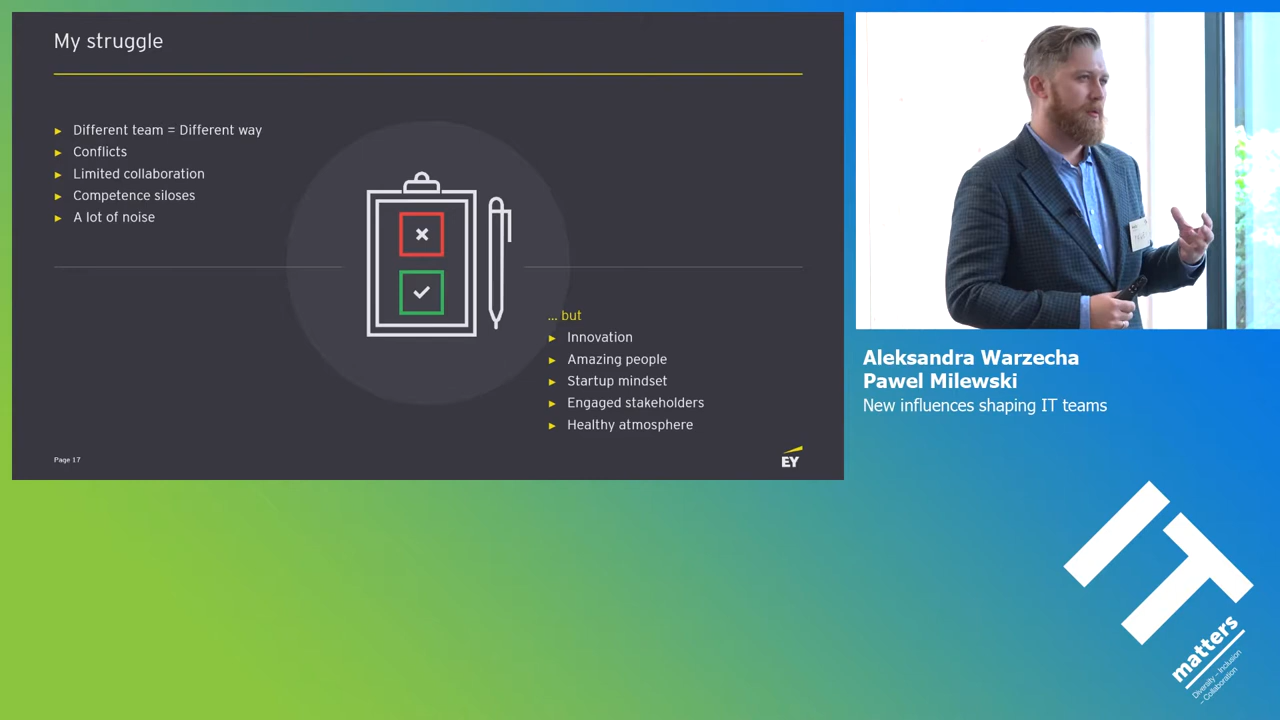 My struggle
► Different team = Different way
► Conflicts
► Limited collaboration
► Competence siloses
► A lot of noise
... but
► Innovation
► Amazing people
► Startup mindset
► Engaged stakeholders
► Healthy atmosphere
Page 17
EY
Aleksandra Warzecha
Pawel Milewski
New influences shaping IT teams
IT
matters
Diversity – Inclusion
– Collaboration